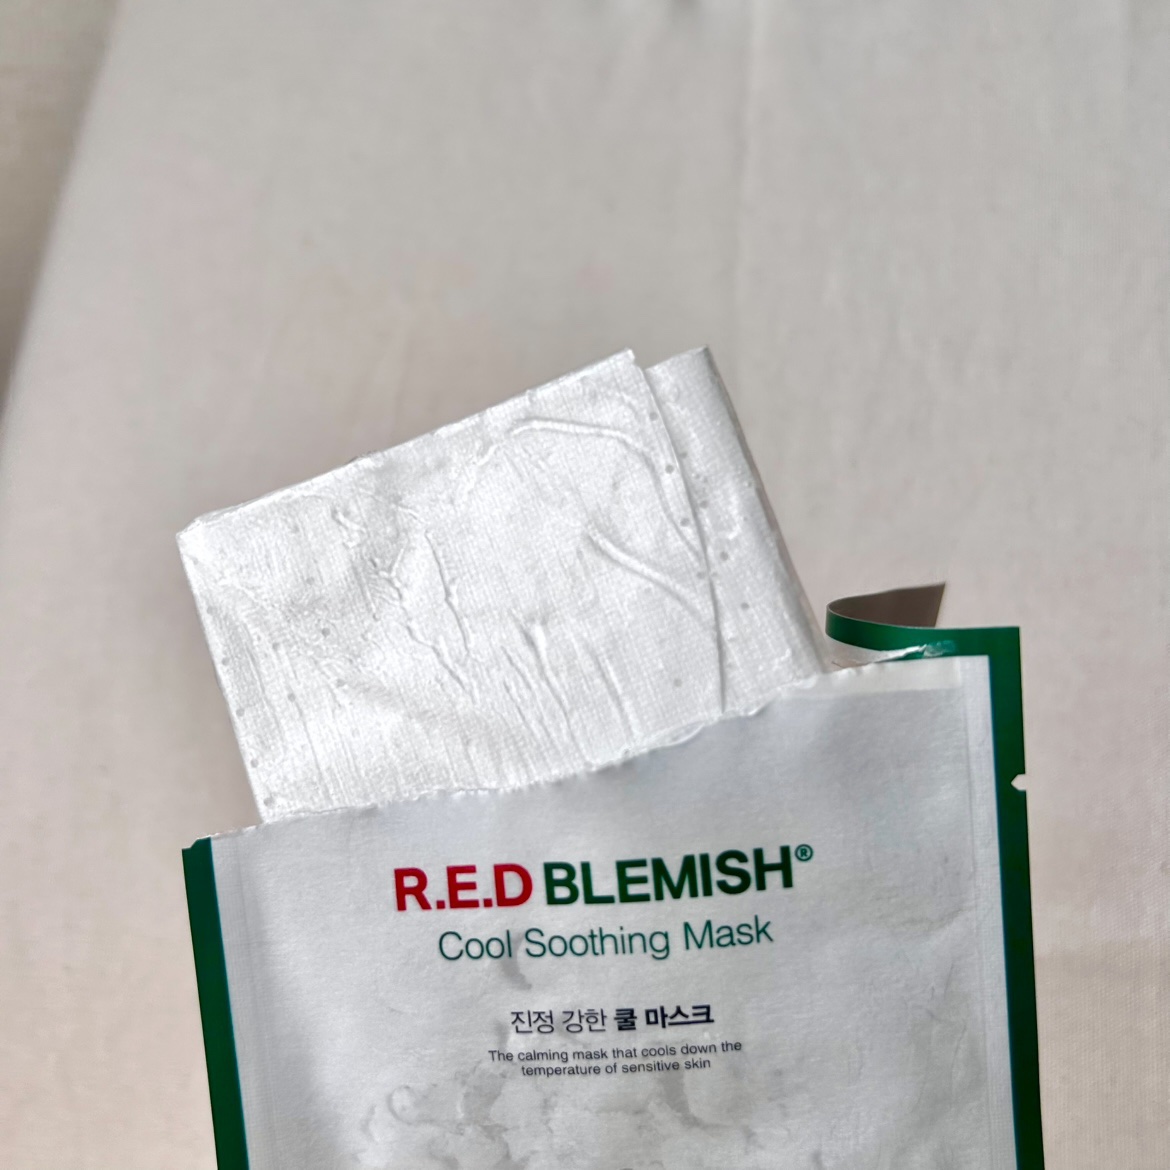 R.E.D BLEMISH®
Cool Soothing Mask
진정 강한 쿨 마스크
The calming mask that cools down the
temperature of sensitive skin